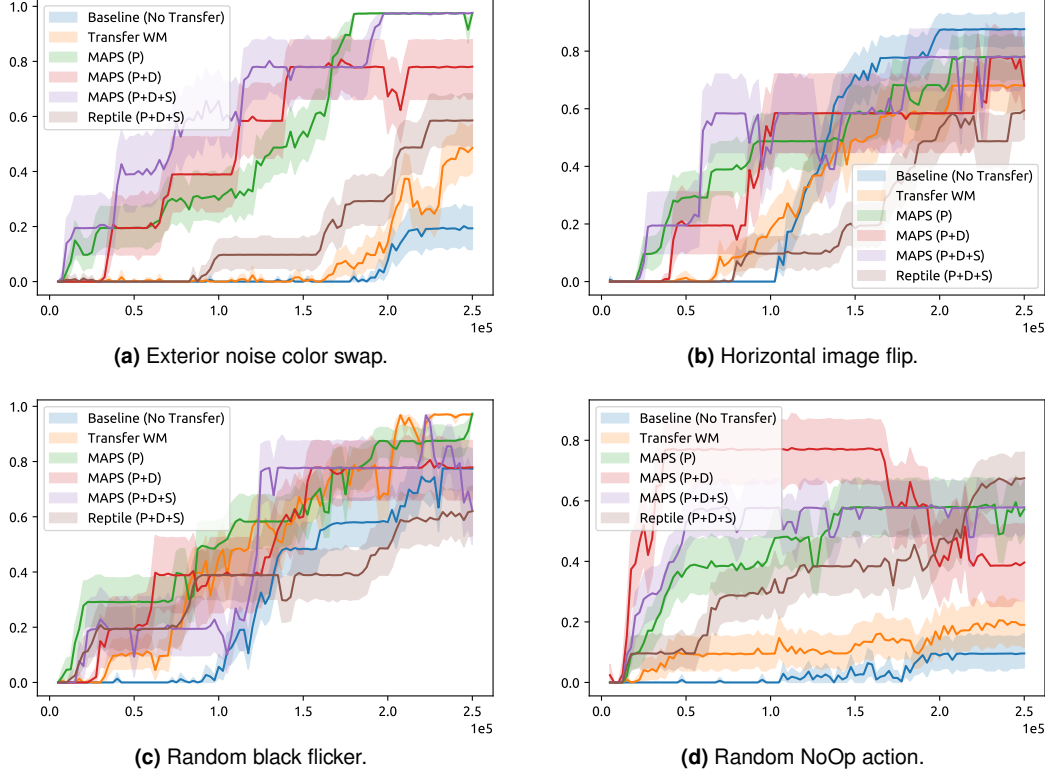 1.0
0.8
0.6
0.4
0.2
0.0
Baseline (No Transfer)
Transfer WM
MAPS (P)
MAPS (P+D)
MAPS (P+D+S)
Reptile (P+D+S)
0.0 0.5 1.0 1.5 2.0 2.5
1e5
(a) Exterior noise color swap.
0.8
0.6
0.4
0.2
0.0
Baseline (No Transfer)
Transfer WM
MAPS (P)
MAPS (P+D)
MAPS (P+D+S)
Reptile (P+D+S)
0.0 0.5 1.0 1.5 2.0 2.5
1e5
(b) Horizontal image flip.
1.0
0.8
0.6
0.4
0.2
0.0
Baseline (No Transfer)
Transfer WM
MAPS (P)
MAPS (P+D)
MAPS (P+D+S)
Reptile (P+D+S)
0.0 0.5 1.0 1.5 2.0 2.5
1e5
(c) Random black flicker.
0.8
0.6
0.4
0.2
0.0
Baseline (No Transfer)
Transfer WM
MAPS (P)
MAPS (P+D)
MAPS (P+D+S)
Reptile (P+D+S)
0.0 0.5 1.0 1.5 2.0 2.5
1e5
(d) Random NoOp action.